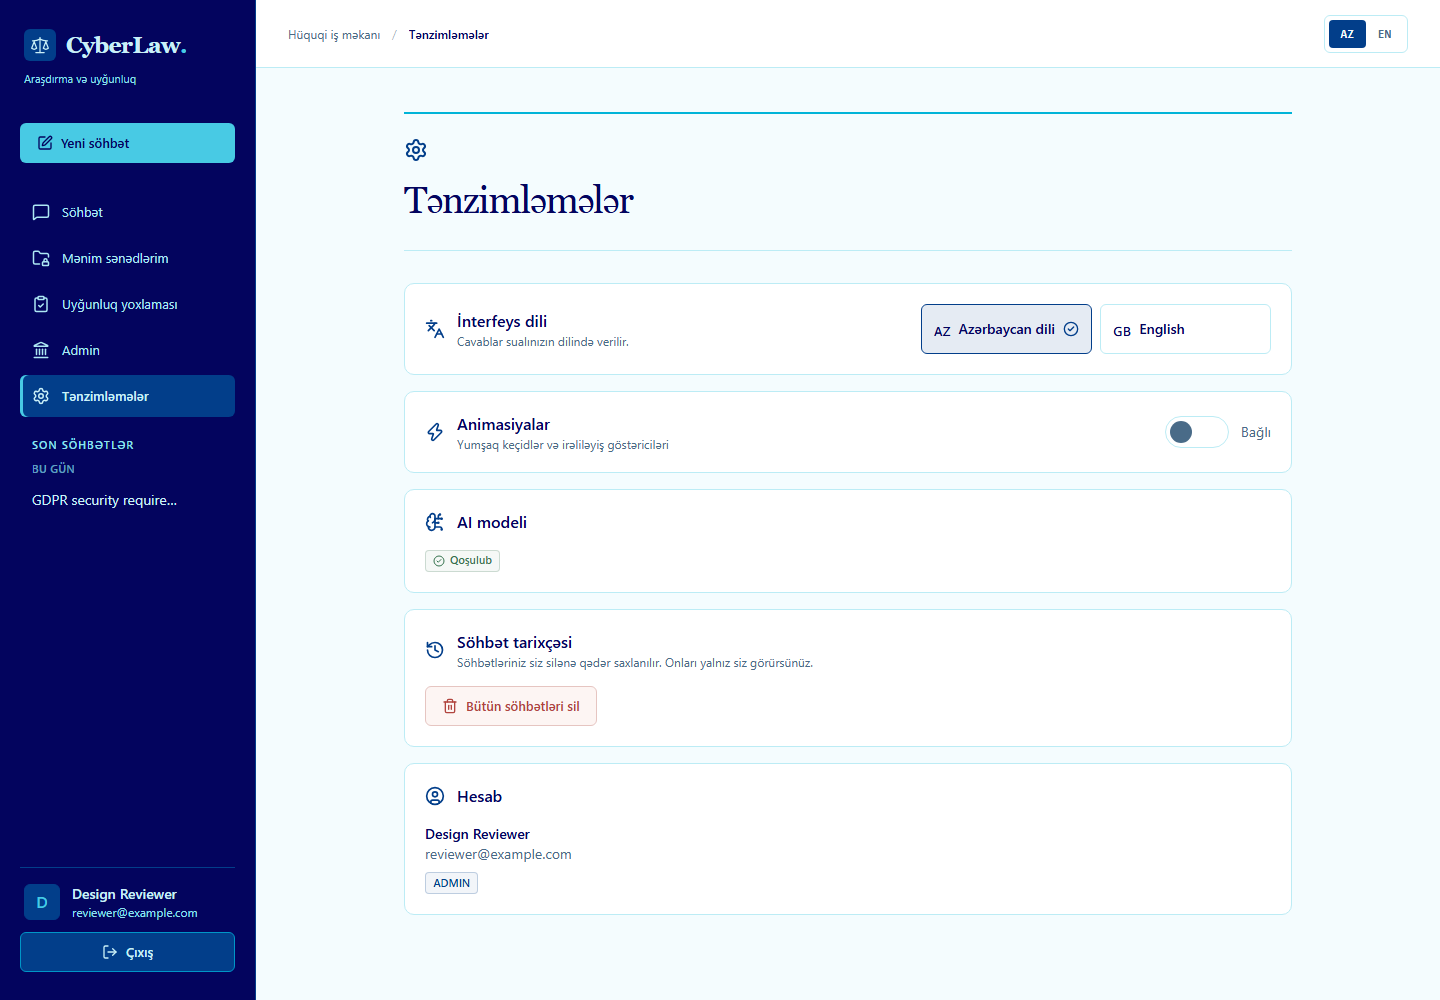 CyberLaw.
Araşdırma və uyğunluq
Yeni söhbət
Söhbət
Mənim sənədlərim
Uyğunluq yoxlaması
Admin
Tənzimləmələr
SON SÖHBƏTLƏR
BU GÜN
GDPR security require...
D
Design Reviewer
reviewer@example.com
Çıxış
Hüquqi iş məkanı / Tənzimləmələr
AZ EN
Tənzimləmələr
İnterfeys dili
Cavablar sualınızın dilində verilir.
AZ Azərbaycan dili
GB English
Animasiyalar
Yumşaq keçidlər və irəliləyiş göstəriciləri
Bağlı
AI modeli
Qoşulub
Söhbət tarixçəsi
Söhbətləriniz siz silənə qədər saxlanılır. Onları yalnız siz görürsünüz.
Bütün söhbətləri sil
Hesab
Design Reviewer
reviewer@example.com
ADMIN